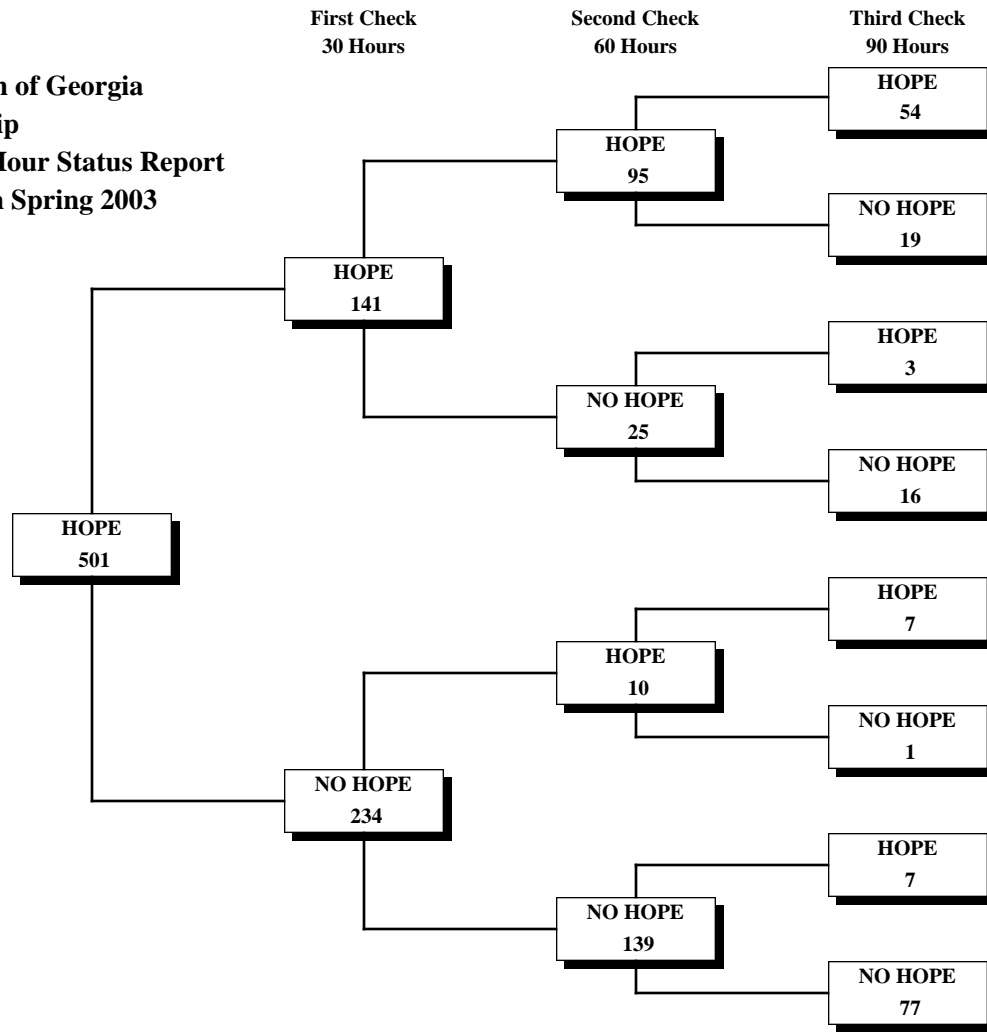 First Check
30 Hours
Second Check
60 Hours
Third Check
90 Hours
of Georgia
Status Report
Spring 2003
HOPE
54
HOPE
95
NO HOPE
19
HOPE
141
HOPE
3
NO HOPE
25
NO HOPE
16
HOPE
501
HOPE
7
HOPE
10
NO HOPE
1
NO HOPE
234
HOPE
7
NO HOPE
139
NO HOPE
77